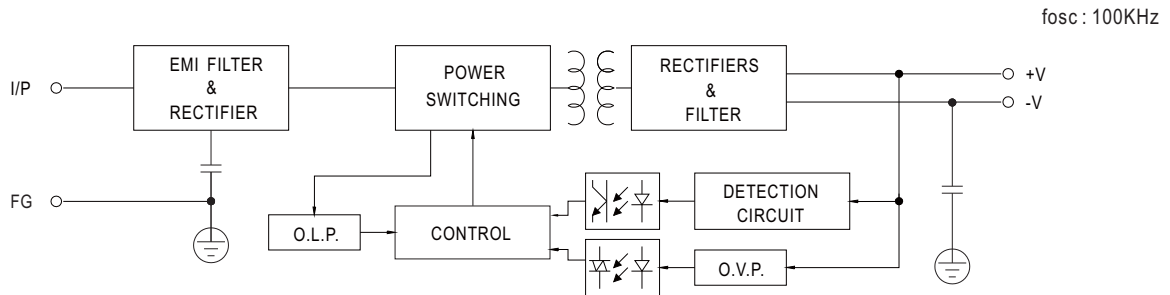 fosc : 100KHz
I/P
EMI FILTER
&
RECTIFIER
POWER
SWITCHING
RECTIFIERS
&
FILTER
+V
-V
FG
O.L.P.
CONTROL
DETECTION
CIRCUIT
O.V.P.